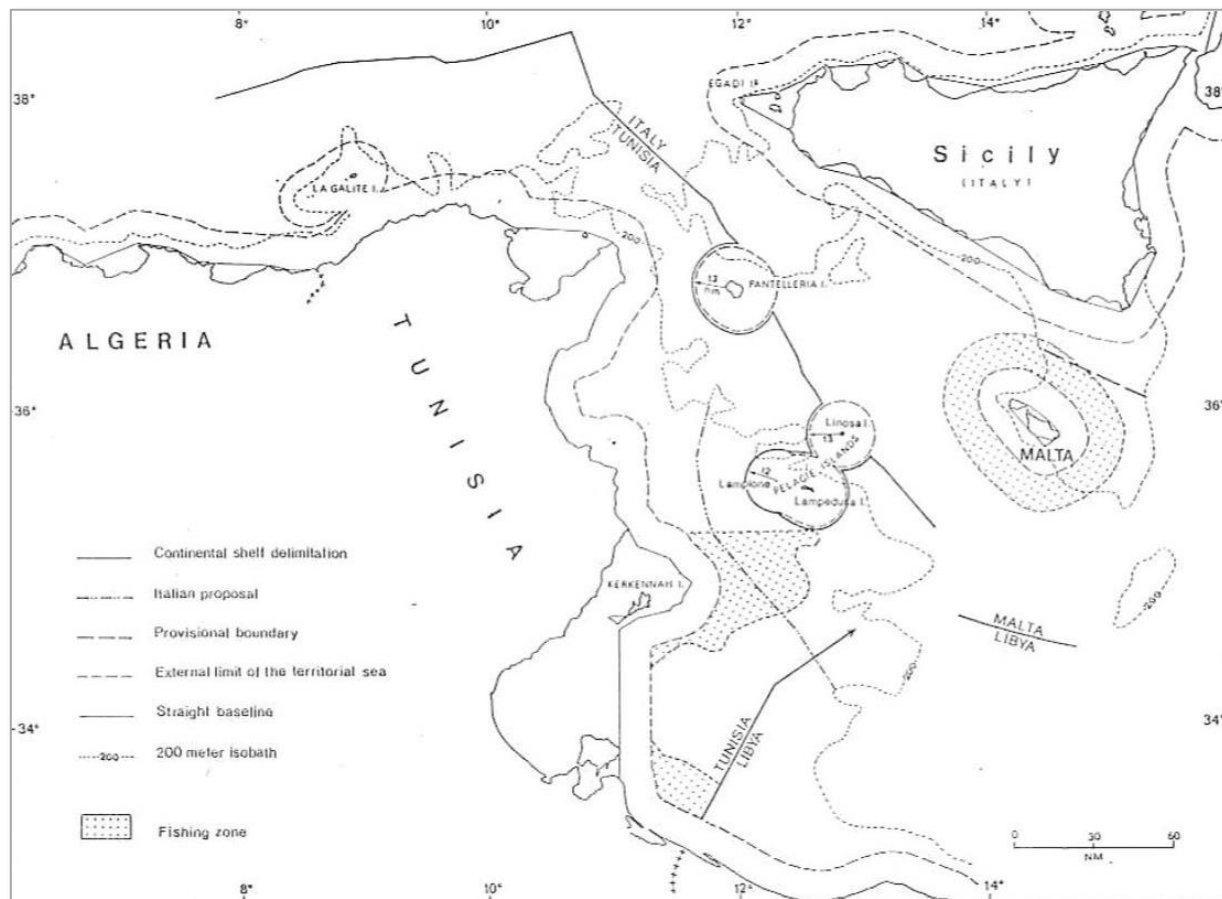 8°
10°
12°
14°
38°
38°
EGADI Iˢ
ITALY
TUNISIA
Sicily
(ITALY)
LA GALITE I.
200
200
13
nm
PANTELLERIA I.
ALGERIA
TUNISIA
36°
36°
Linosa I.
13
MALTA
PELAGIE ISLANDS
12
Lampione
Lampedusa I.
Continental shelf delimitation
KERKENNAH I.
200
Italian proposal
MALTA
LIBYA
Provisional boundary
External limit of the territorial sea
200
Straight baseline
34°
34°
TUNISIA
LIBYA
200 200 meter isobath
Fishing zone
0 30 60
NM
8°
10°
12°
14°